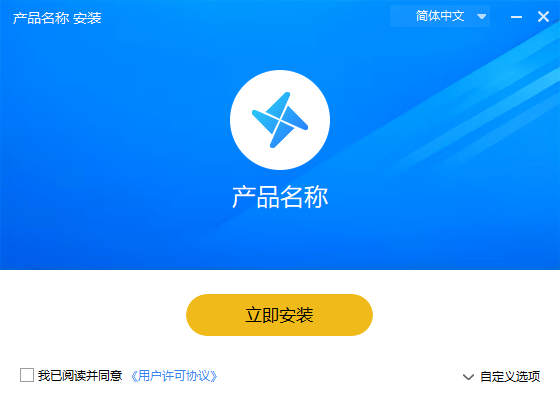 产品名称 安装
简体中文
产品名称
立即安装
我已阅读并同意 《用户许可协议》
自定义选项